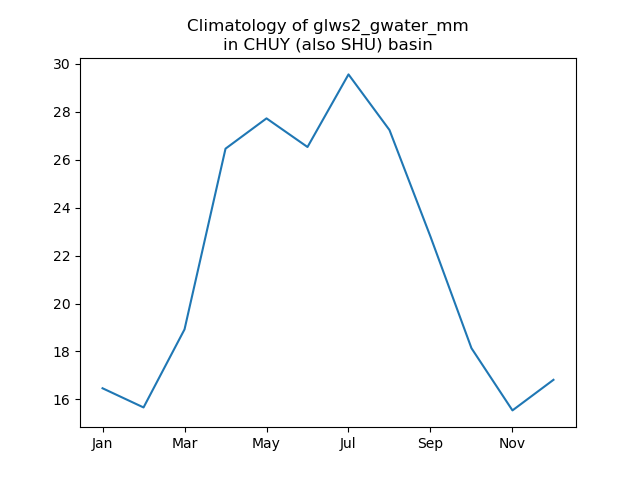 Climatology of glws2_gwater_mm
in CHUY (also SHU) basin
30
28
26
24
22
20
18
16
Jan
Mar
May
Jul
Sep
Nov